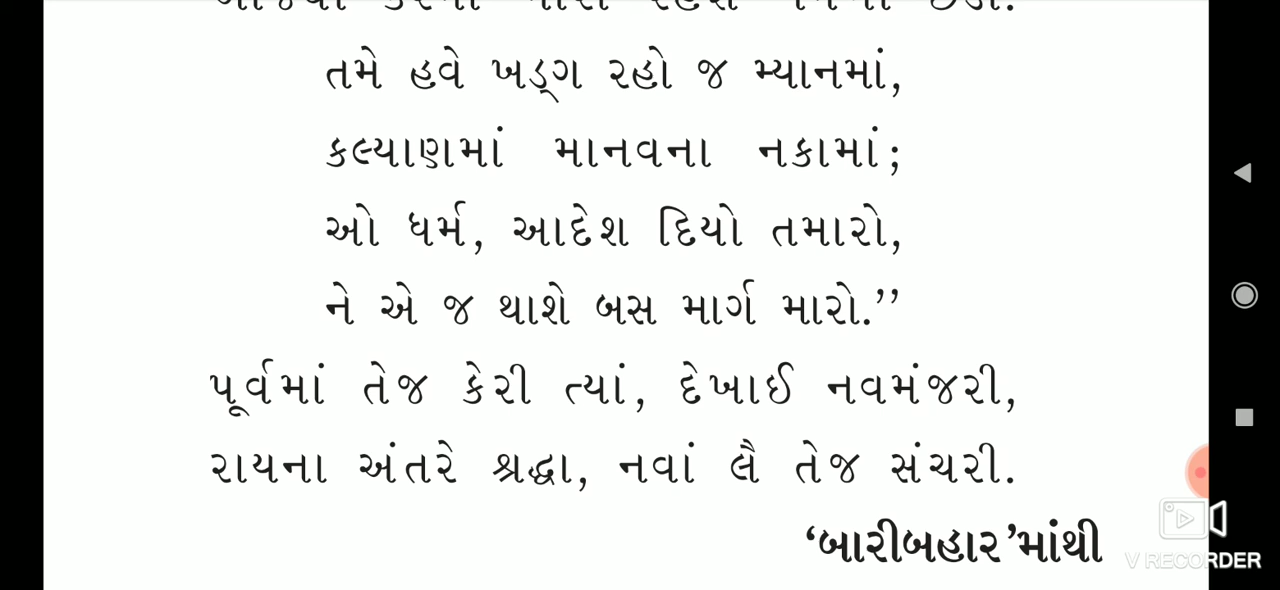 તમે હવે ખડ્ગ રહો જ મ્યાનમાં,
કલ્યાણમાં માનવના નકામાં;
ઓ ધર્મ, આદેશ દિયો તમારો,
ને એ જ થાશે બસ માર્ગ મારો.’’
પૂર્વમાં તેજ કેરી ત્યાં, દેખાઈ નવમંજરી,
રાયના અંતરે શ્રદ્ધા, નવાં લૈ તેજ સંચરી.
‘બારીબહાર’માંથી
V RECORDER